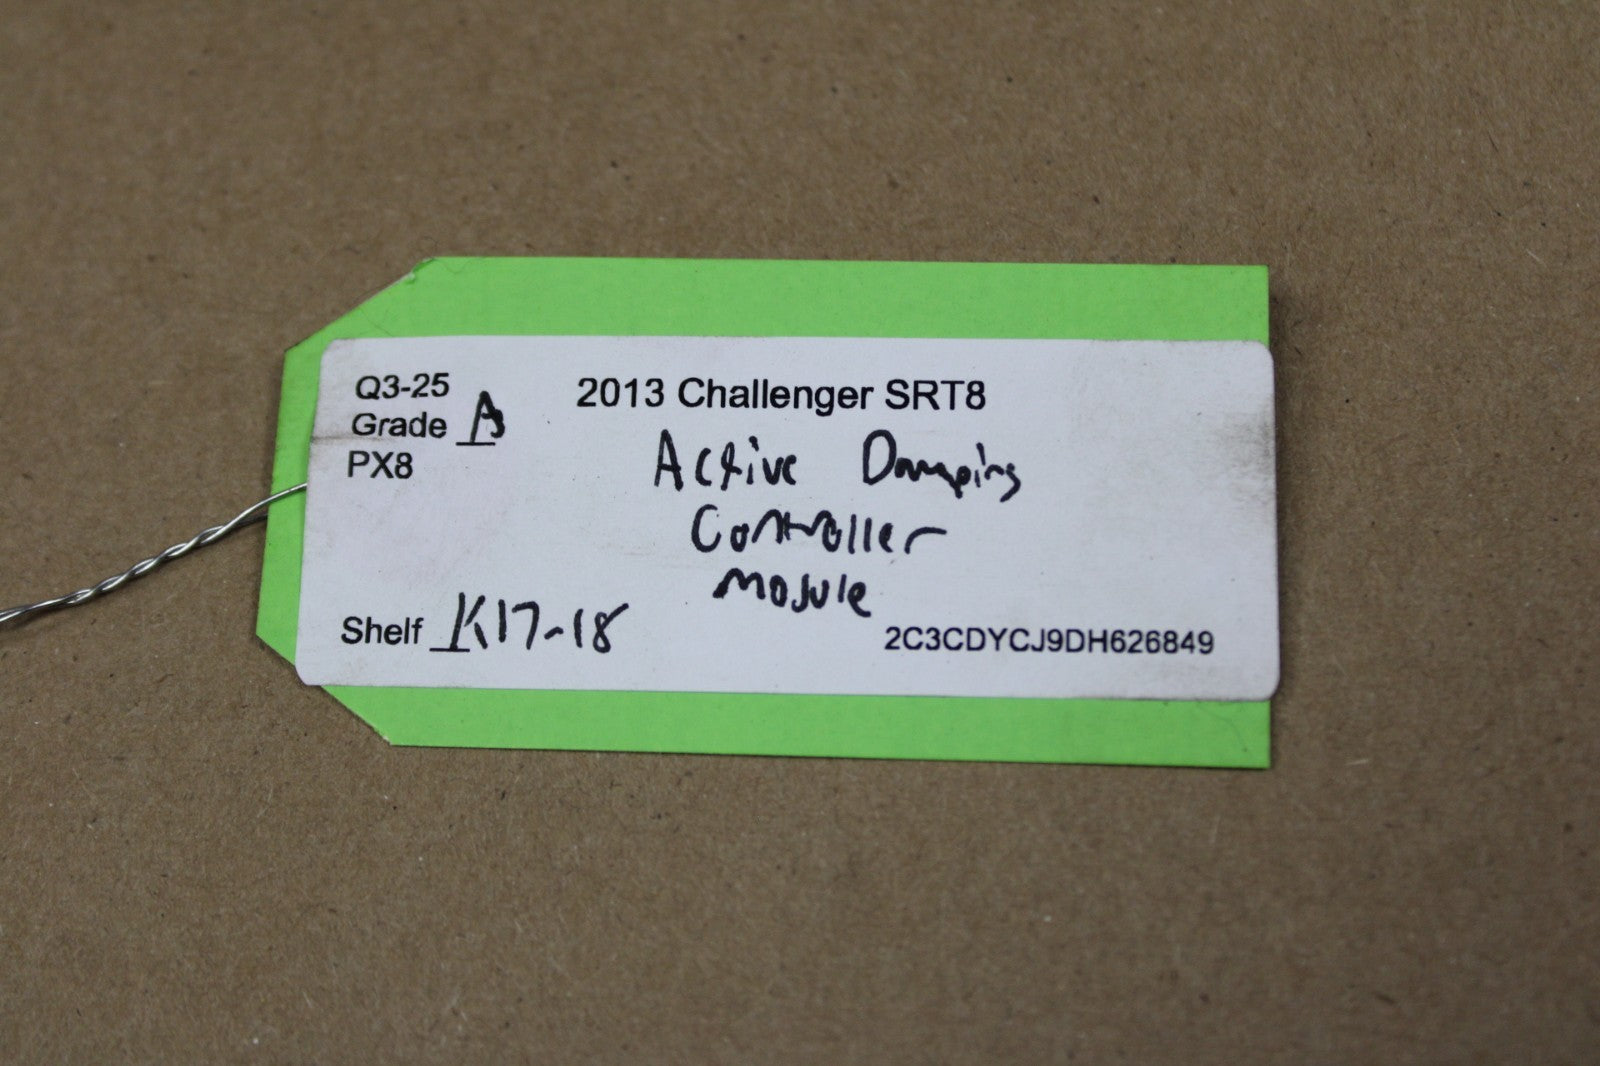 Q3-25
Grade A
PX8
2013 Challenger SRT8
Active Damping
Controller
Module
Shelf K17-18
2C3CDYCJ9DH626849